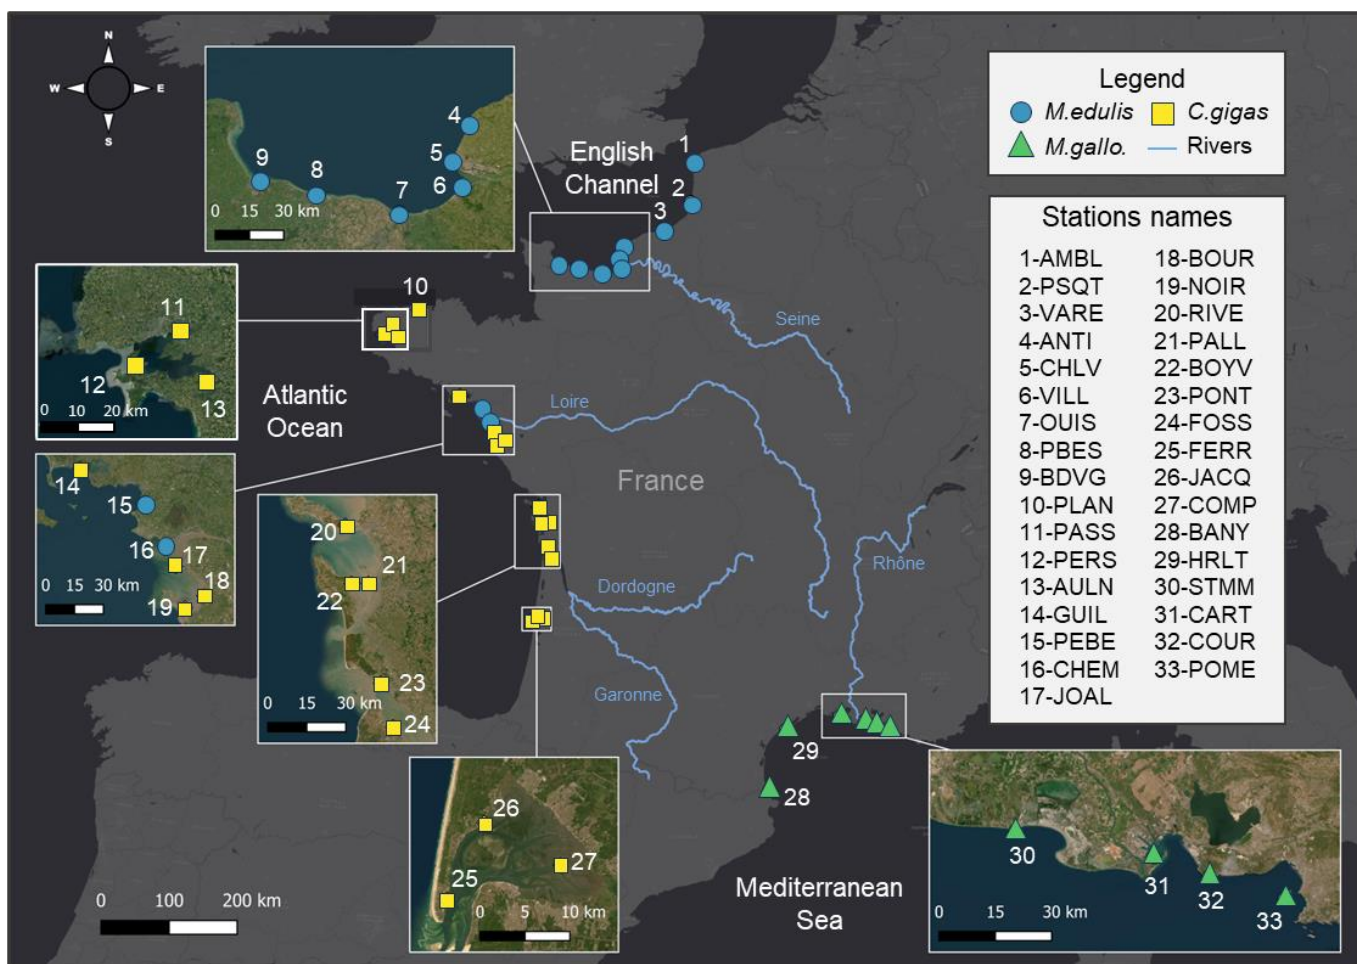 N
W E
S
4
5
6
7
8
9
0 15 30 km
English
Channel
1
2
3
Legend
M.edulis C.gigas
M.gallo. Rivers
Stations names
1-AMBL 18-BOUR
2-PSQT 19-NOIR
3-VARE 20-RIVE
4-ANTI 21-PALL
5-CHLV 22-BOYV
6-VILL 23-PONT
7-OUIS 24-FOSS
8-PBES 25-FERR
9-BDVG 26-JACQ
10-PLAN 27-COMP
11-PASS 28-BANY
12-PERS 29-HRLT
13-AULN 30-STMM
14-GUIL 31-CART
15-PEBE 32-COUR
16-CHEM 33-POME
17-JOAL
10
11
12
13
0 10 20 km
Atlantic
Ocean
Seine
Loire
France
Rhône
Dordogne
Garonne
14
15
16
17
18
19
0 15 30 km
20
21
22
23
24
0 15 30 km
25
26
27
0 5 10 km
28
29
30
31
32
33
0 15 30 km
Mediterranean
Sea
0 100 200 km